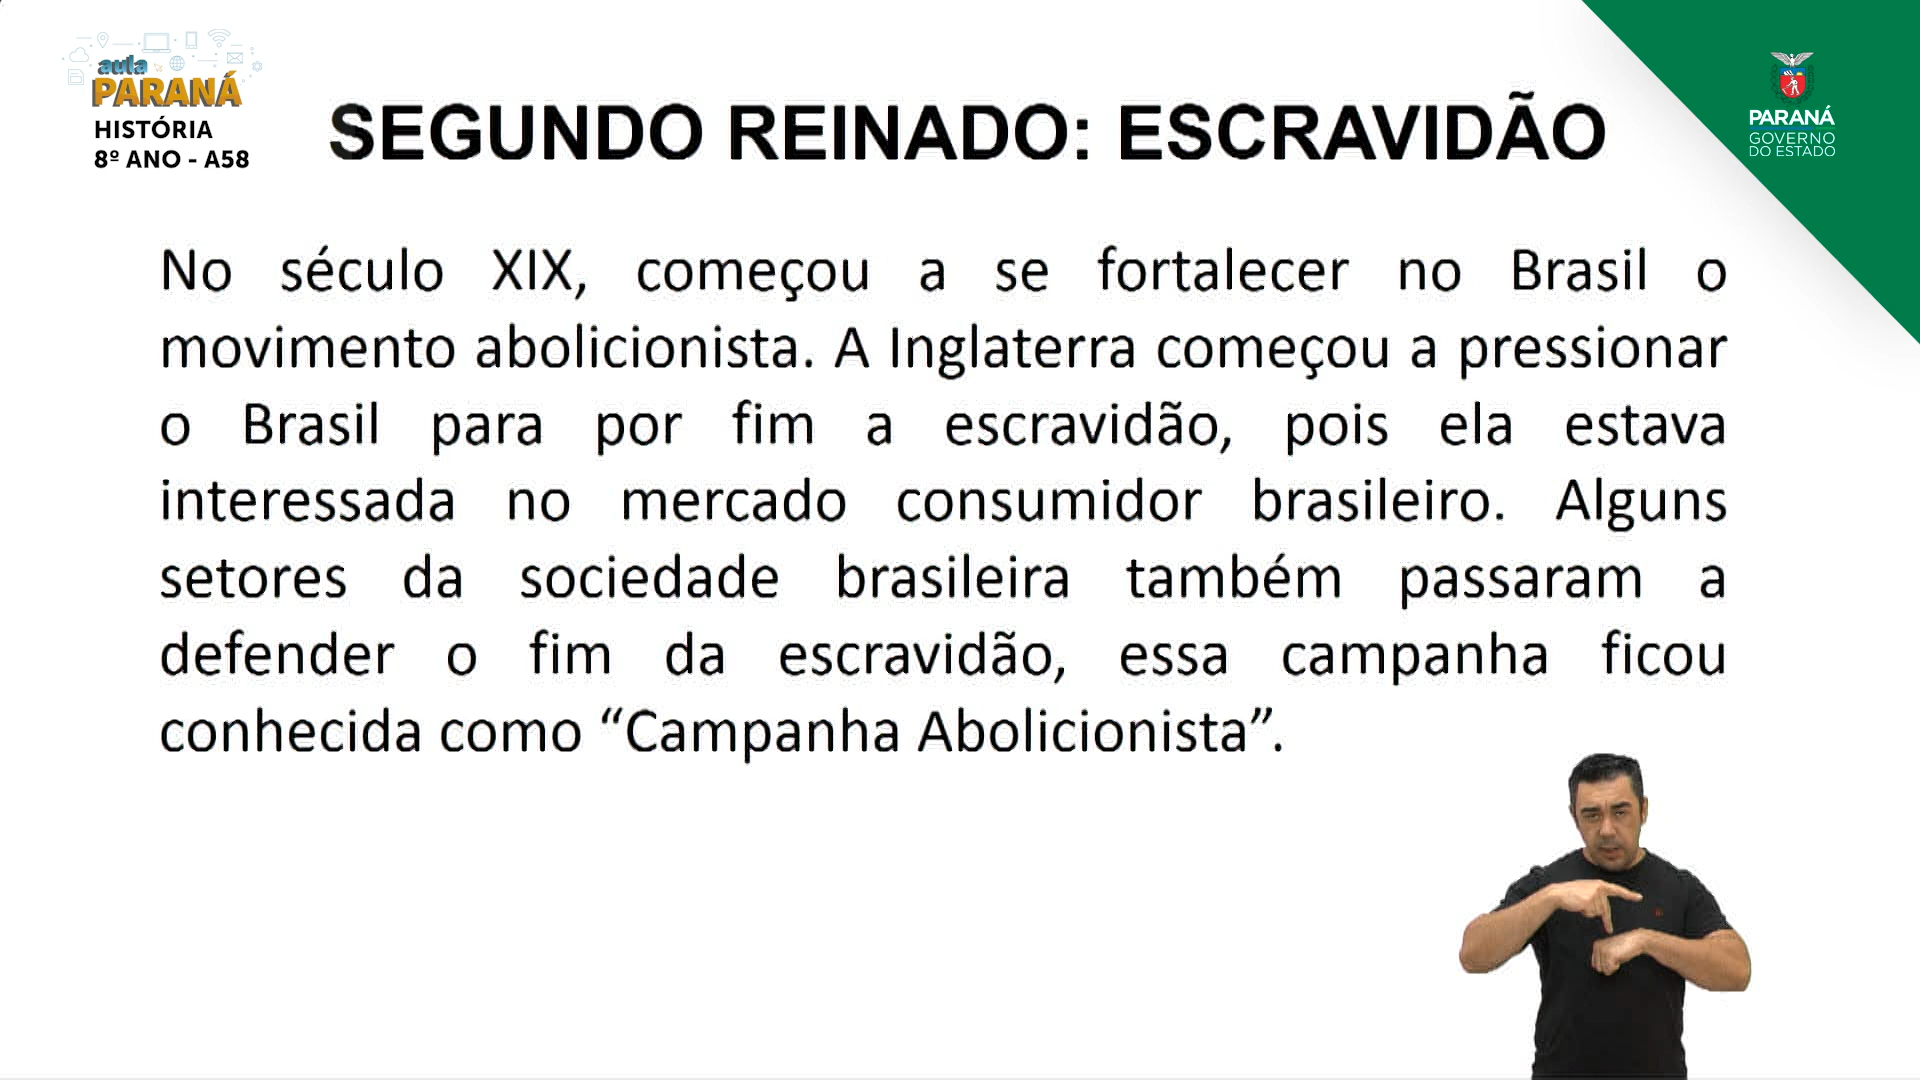 aula
PARANÁ
HISTÓRIA
8º ANO - A58
SEGUNDO REINADO: ESCRAVIDÃO
PARANÁ
GOVERNO
DO ESTADO
No século XIX, começou a se fortalecer no Brasil o
movimento abolicionista. A Inglaterra começou a pressionar
o Brasil para por fim a escravidão, pois ela estava
interessada no mercado consumidor brasileiro. Alguns
setores da sociedade brasileira também passaram a
defender o fim da escravidão, essa campanha ficou
conhecida como “Campanha Abolicionista”.